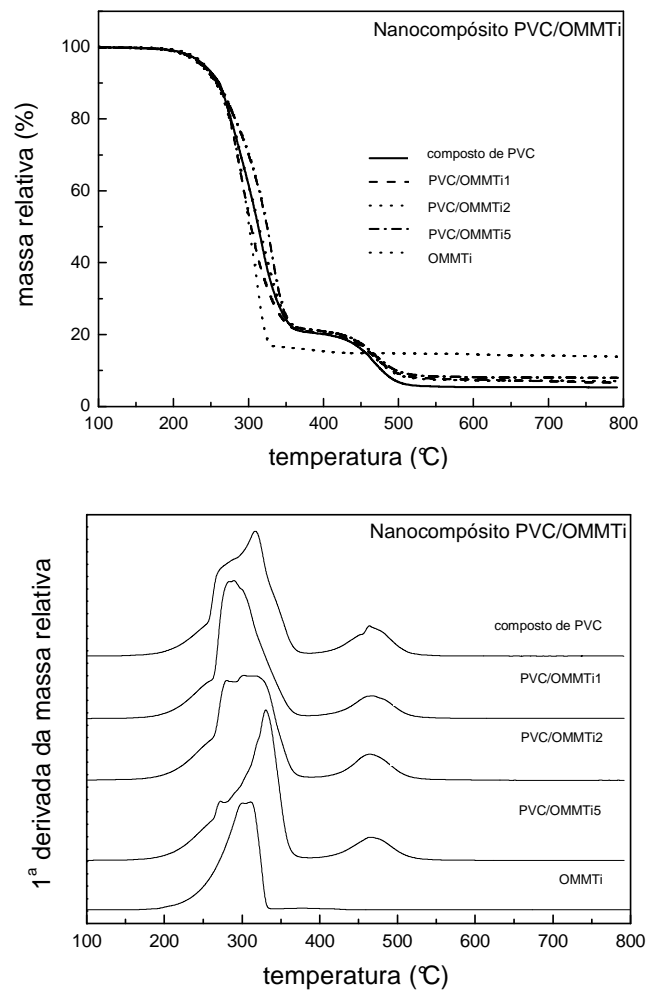 Nanocompósito PVC/OMMTi
massa relativa (%)
100
80
60
40
20
0
composto de PVC
PVC/OMMTi1
PVC/OMMTi2
PVC/OMMTi5
OMMTi
100 200 300 400 500 600 700 800
temperatura (°C)
Nanocompósito PVC/OMMTi
1ª derivada da massa relativa
composto de PVC
PVC/OMMTi1
PVC/OMMTi2
PVC/OMMTi5
OMMTi
100 200 300 400 500 600 700 800
temperatura (°C)